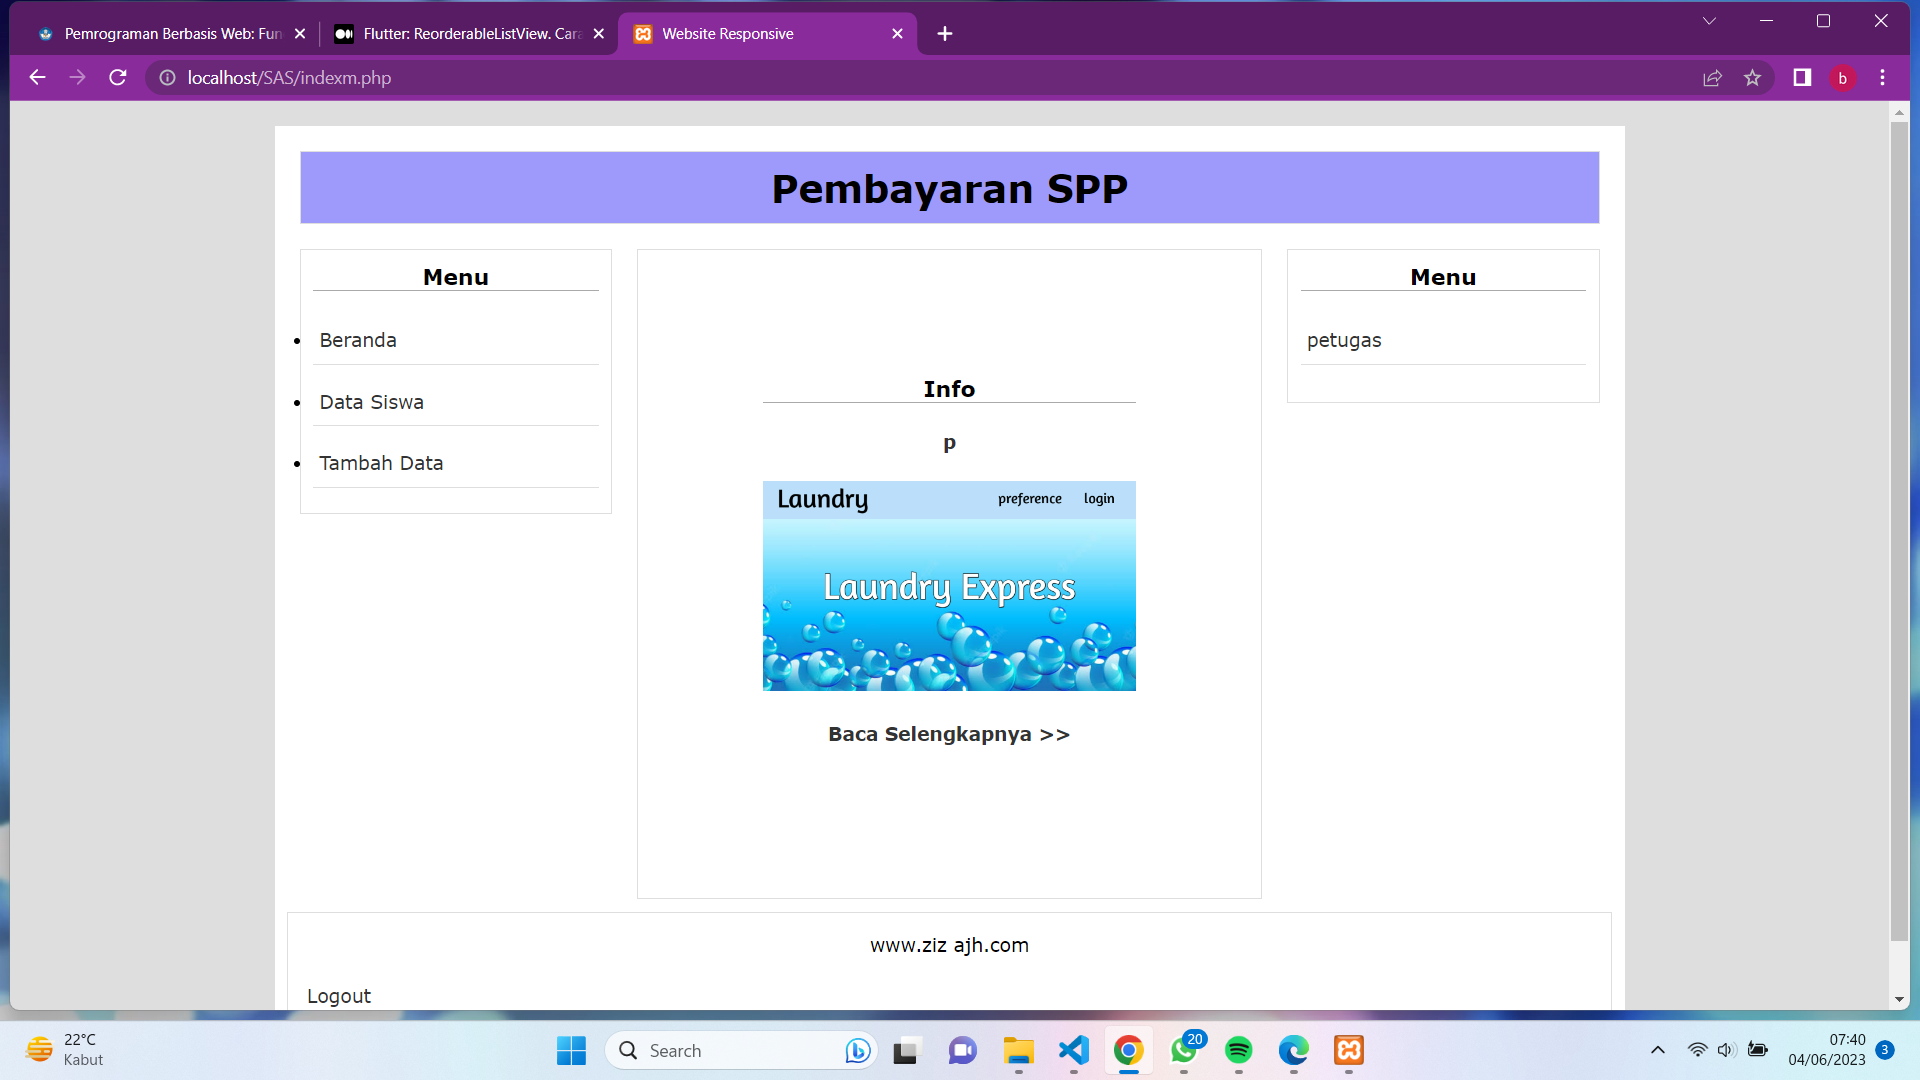 Pemrograman Berbasis Web: Fun
Flutter: ReorderableListView. Cara
Website Responsive
localhost/SAS/indexm.php
b
Pembayaran SPP
Menu
Beranda
Data Siswa
Tambah Data
Info
p
Laundry preference login
Laundry Express
Baca Selengkapnya >>
Menu
petugas
www.ziz ajh.com
Logout
22°C
Kabut
Search
20
07:40
04/06/2023
3